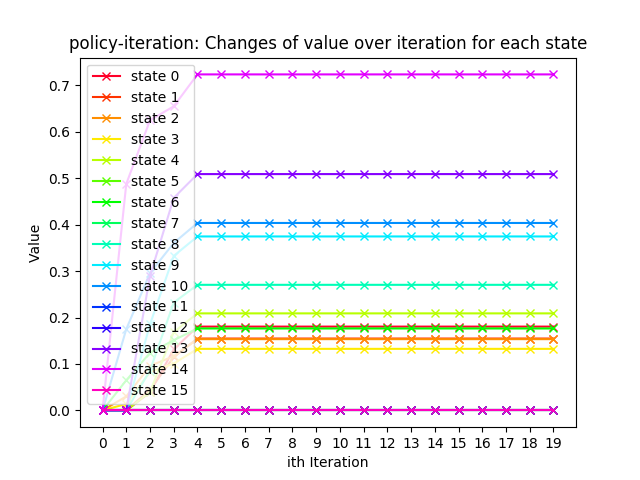 policy-iteration: Changes of value over iteration for each state
state 0
state 1
state 2
state 3
state 4
state 5
state 6
state 7
state 8
state 9
state 10
state 11
state 12
state 13
state 14
state 15
0.7
0.6
0.5
0.4
0.3
0.2
0.1
0.0
Value
0 1 2 3 4 5 6 7 8 9 10 11 12 13 14 15 16 17 18 19
ith Iteration